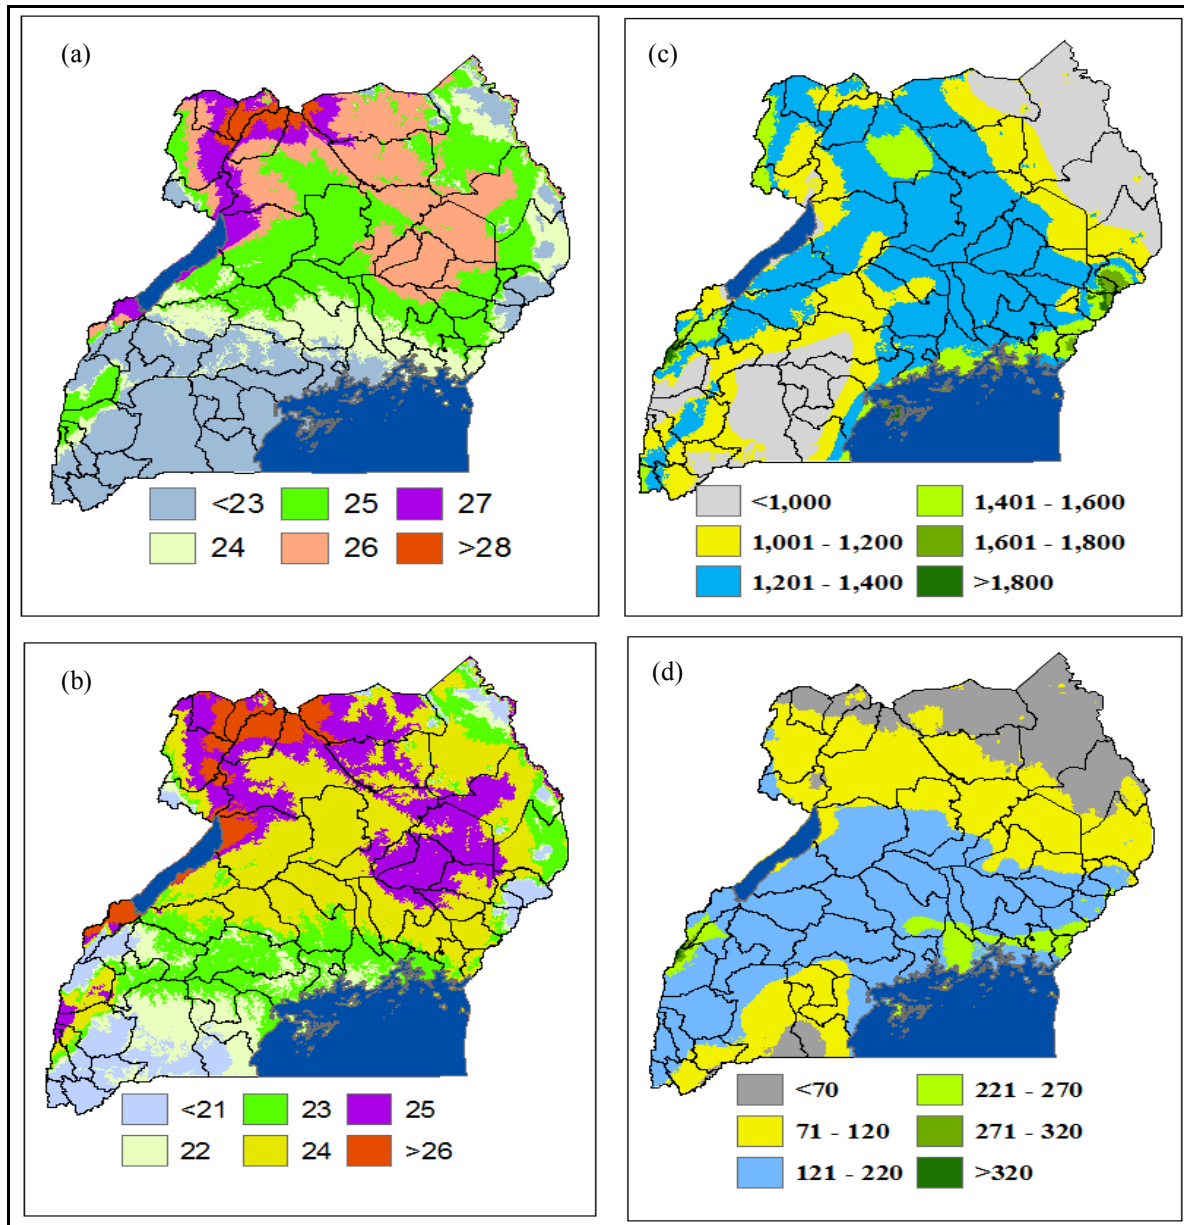 (a)
<23 25 27
24 26 >28
(c)
<1,000 1,401 - 1,600
1,001 - 1,200 1,601 - 1,800
1,201 - 1,400 >1,800
(b)
<21 23 25
22 24 >26
(d)
<70 221 - 270
71 - 120 271 - 320
121 - 220 >320